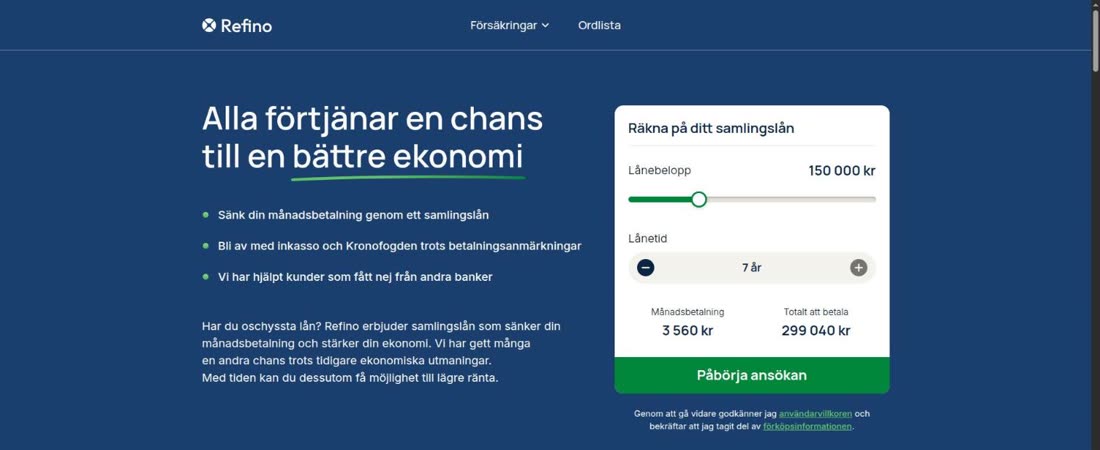 Refino
Försäkringar
Ordlista
Alla förtjänar en chans
till en bättre ekonomi
Sänk din månadsbetalning genom ett samlingslån
Bli av med inkasso och Kronofogden trots betalningsanmärkningar
Vi har hjälpt kunder som fått nej från andra banker
Har du oschyssta lån? Refino erbjuder samlingslån som sänker din
månadsbetalning och stärker din ekonomi. Vi har gett många
en andra chans trots tidigare ekonomiska utmaningar.
Med tiden kan du dessutom få möjlighet till lägre ränta.
Räkna på ditt samlingslån
Lånebelopp 150 000 kr
Lånetid
7 år
Månadsbetalning Totalt att betala
3 560 kr 299 040 kr
Påbörja ansökan
Genom att gå vidare godkänner jag användarvillkoren och
bekräftar att jag tagit del av förköpsinformationen.